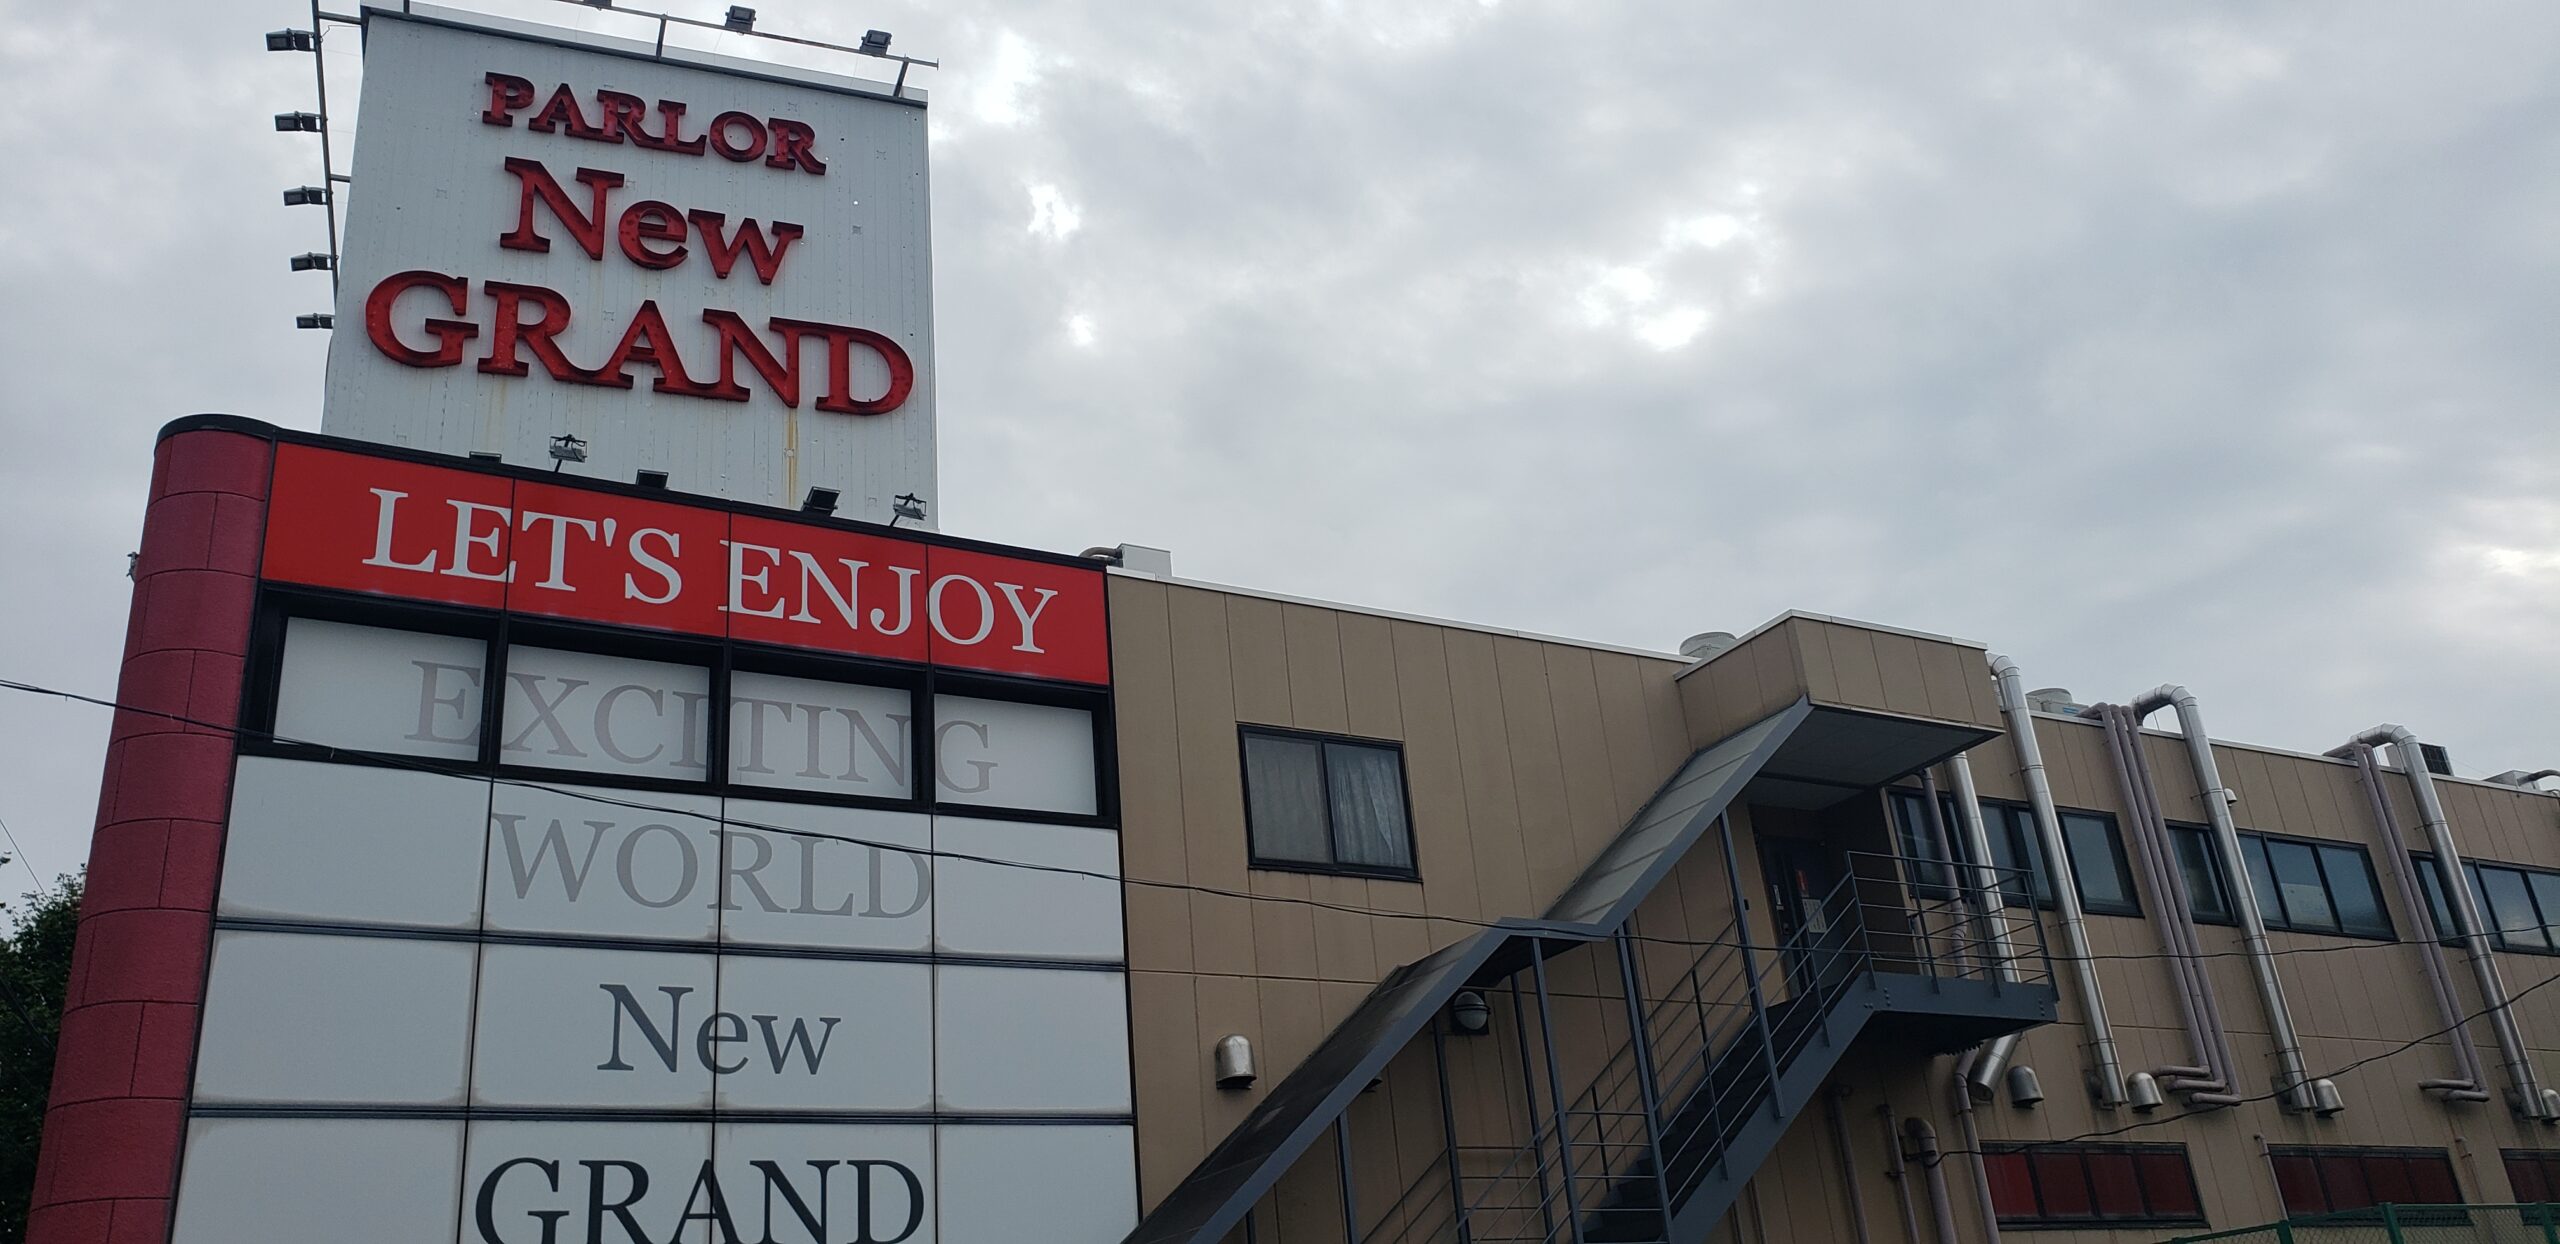 PARLOR
New
GRAND
LET'S ENJOY
EXCITING
WORLD
New
GRAND